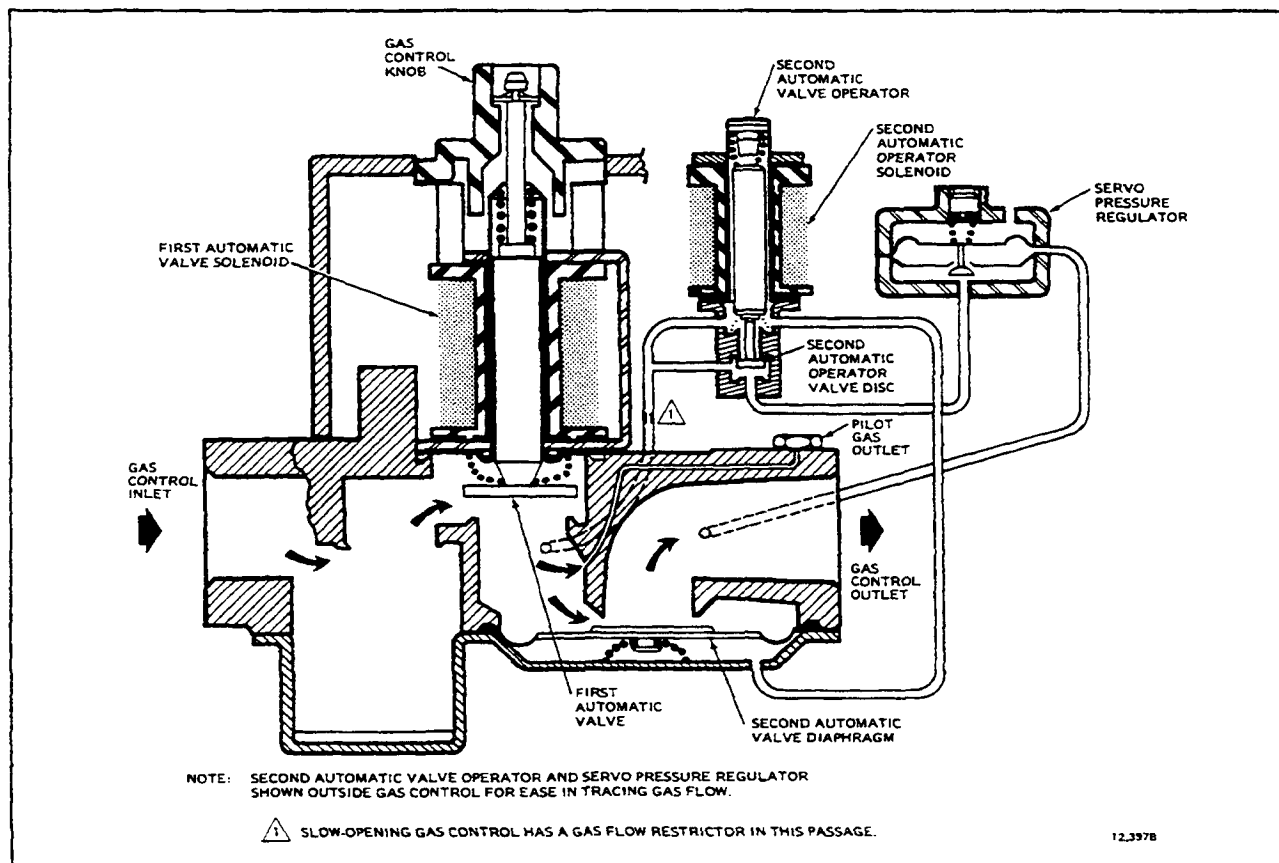 GAS
CONTROL
KNOB
SECOND
AUTOMATIC
VALVE OPERATOR
SECOND
AUTOMATIC
OPERATOR
SOLENOID
SERVO
PRESSURE
REGULATOR
FIRST AUTOMATIC
VALVE SOLENOID
SECOND
AUTOMATIC
OPERATOR
VALVE DISC
1
PILOT
GAS
OUTLET
GAS
CONTROL
INLET
GAS
CONTROL
OUTLET
FIRST
AUTOMATIC
VALVE
SECOND AUTOMATIC
VALVE DIAPHRAGM
NOTE: SECOND AUTOMATIC VALVE OPERATOR AND SERVO PRESSURE REGULATOR
SHOWN OUTSIDE GAS CONTROL FOR EASE IN TRACING GAS FLOW.
1 SLOW-OPENING GAS CONTROL HAS A GAS FLOW RESTRICTOR IN THIS PASSAGE.
12,397B